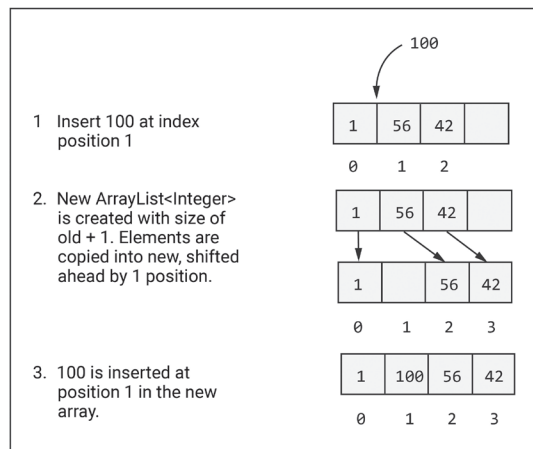 100
1 Insert 100 at index
position 1
1 56 42
0 1 2
2. New ArrayList<Integer>
is created with size of
old + 1. Elements are
copied into new, shifted
ahead by 1 position.
1 56 42
1 56 42
0 1 2 3
3. 100 is inserted at
position 1 in the new
array.
1 100 56 42
0 1 2 3